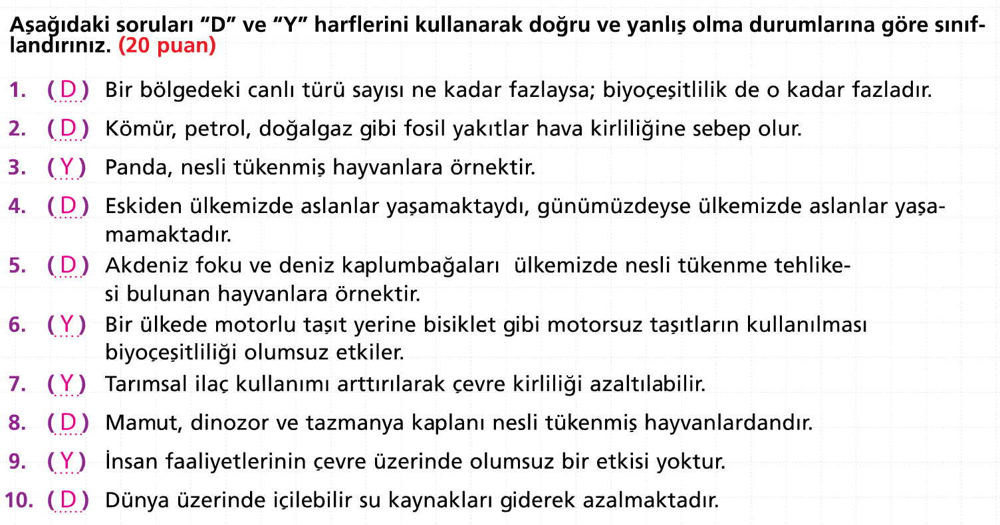 Aşağıdaki soruları “D” ve “Y” harflerini kullanarak doğru ve yanlış olma durumlarına göre sınıf-
landırınız. (20 puan)
1. (D) Bir bölgedeki canlı türü sayısı ne kadar fazlaysa; biyoçeşitlilik de o kadar fazladır.
2. (D) Kömür, petrol, doğalgaz gibi fosil yakıtlar hava kirliliğine sebep olur.
3. (Y) Panda, nesli tükenmiş hayvanlara örnektir.
4. (D) Eskiden ülkemizde aslanlar yaşamaktaydı, günümüzdeyse ülkemizde aslanlar yaşa-
mamaktadır.
5. (D) Akdeniz foku ve deniz kaplumbağaları ülkemizde nesli tükenme tehlike-
si bulunan hayvanlara örnektir.
6. (Y) Bir ülkede motorlu taşıt yerine bisiklet gibi motorsuz taşıtların kullanılması
biyoçeşitliliği olumsuz etkiler.
7. (Y) Tarımsal ilaç kullanımı arttırılarak çevre kirliliği azaltılabilir.
8. (D) Mamut, dinozor ve tazmanya kaplanı nesli tükenmiş hayvanlardandır.
9. (Y) İnsan faaliyetlerinin çevre üzerinde olumsuz bir etkisi yoktur.
10. (D) Dünya üzerinde içilebilir su kaynakları giderek azalmaktadır.